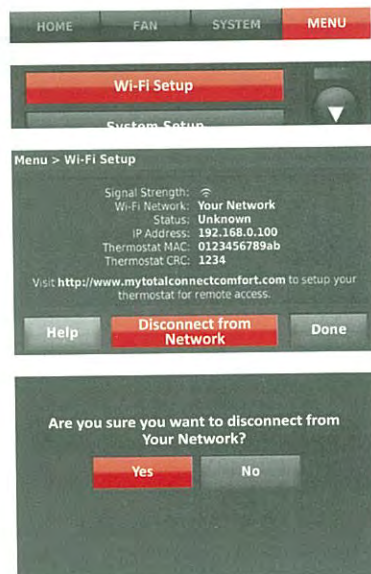 HOME FAN SYSTEM MENU
Wi-Fi Setup
System Setup
Menu > Wi-Fi Setup
Signal Strength:
Wi-Fi Network: Your Network
Status: Unknown
IP Address: 192.168.0.100
Thermostat MAC: 0123456789ab
Thermostat CRC: 1234
Visit http://www.mytotalconnectcomfort.com to setup your
thermostat for remote access.
Help Disconnect from Done
Network
Are you sure you want to disconnect from
Your Network?
Yes No